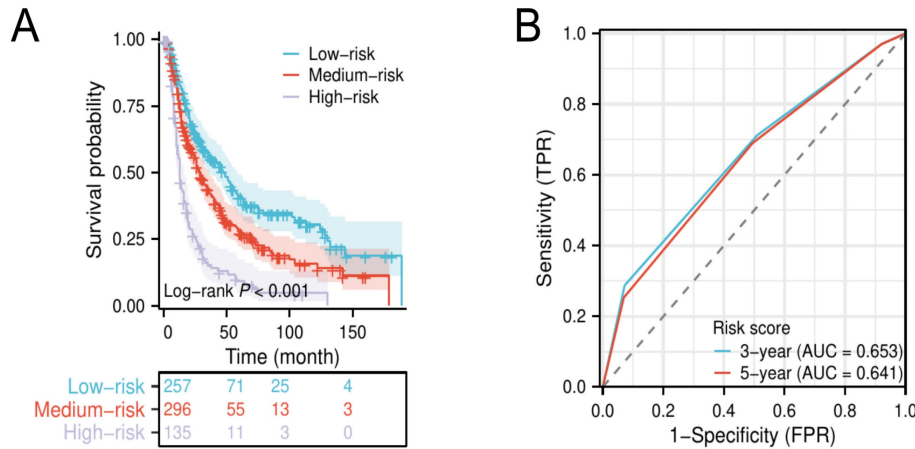 A
Survival probability
1.00
0.75
0.50
0.25
0.00
Low-risk
Medium-risk
High-risk
Log-rank P < 0.001
0 50 100 150
Time (month)
Low-risk 257 71 25 4
Medium-risk 296 55 13 3
High-risk 135 11 3 0
B
Sensitivity (TPR)
1.0
0.8
0.6
0.4
0.2
0.0
Risk score
3-year (AUC = 0.653)
5-year (AUC = 0.641)
0.0 0.2 0.4 0.6 0.8 1.0
1-Specificity (FPR)